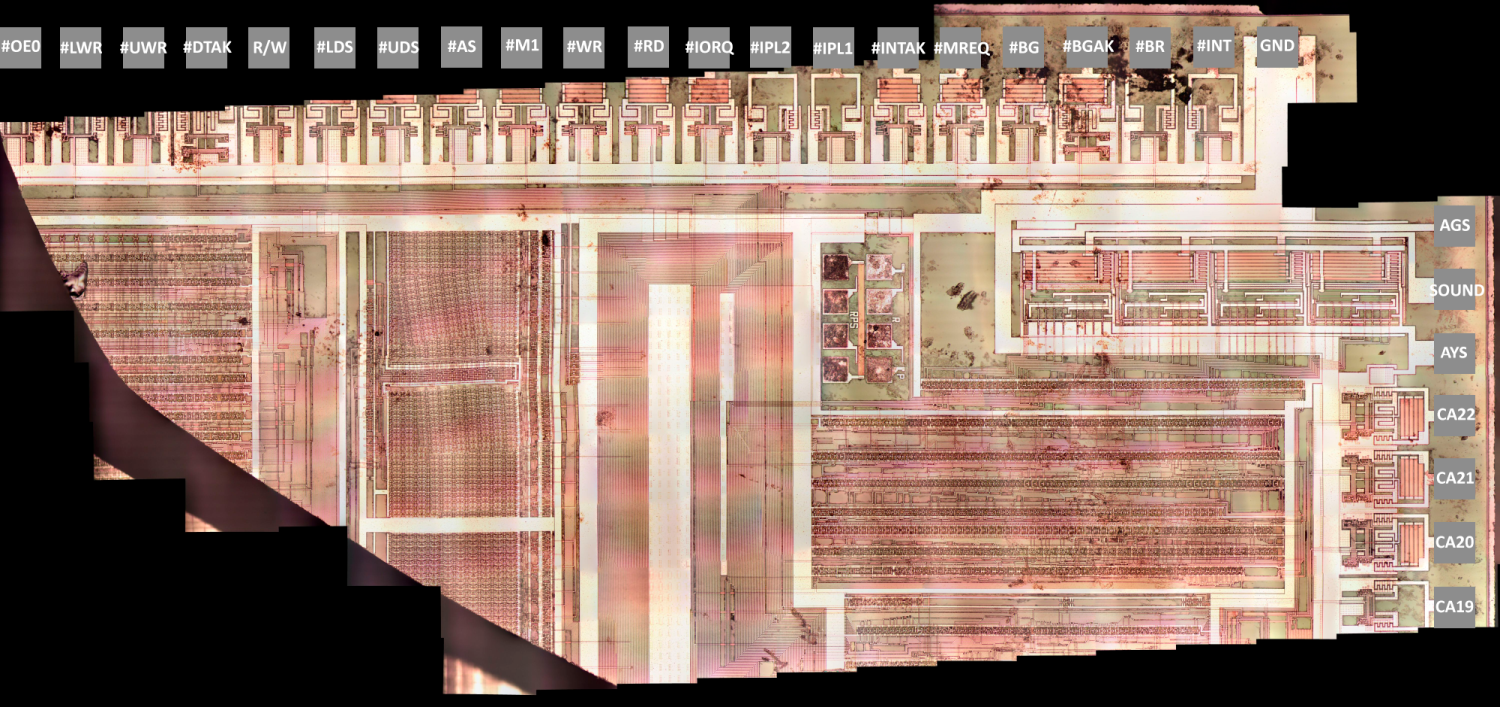 #OE0 #LWR #UWR #DTAK R/W #LDS #UDS #AS #M1 #WR #RD #IORQ #IPL2 #IPL1 #INTAK #MREQ #BG #BGAK #BR #INT GND
AGS
SOUND
AYS
CA22
CA21
CA20
CA19
RPS